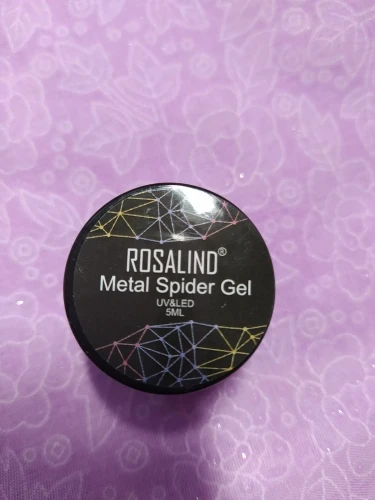 ROSALIND®
Metal Spider Gel
UV&LED
5ML